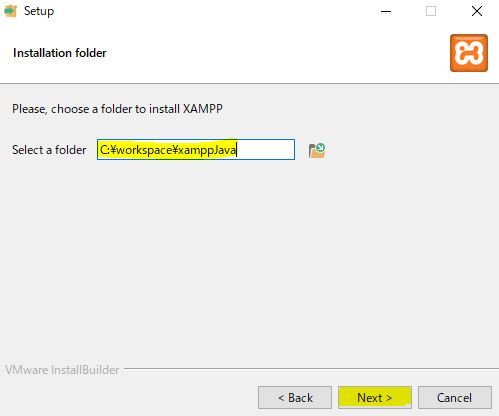 Setup
Installation folder
Please, choose a folder to install XAMPP
Select a folder C:¥workspace¥xamppJava
VMware InstallBuilder
< Back Next > Cancel